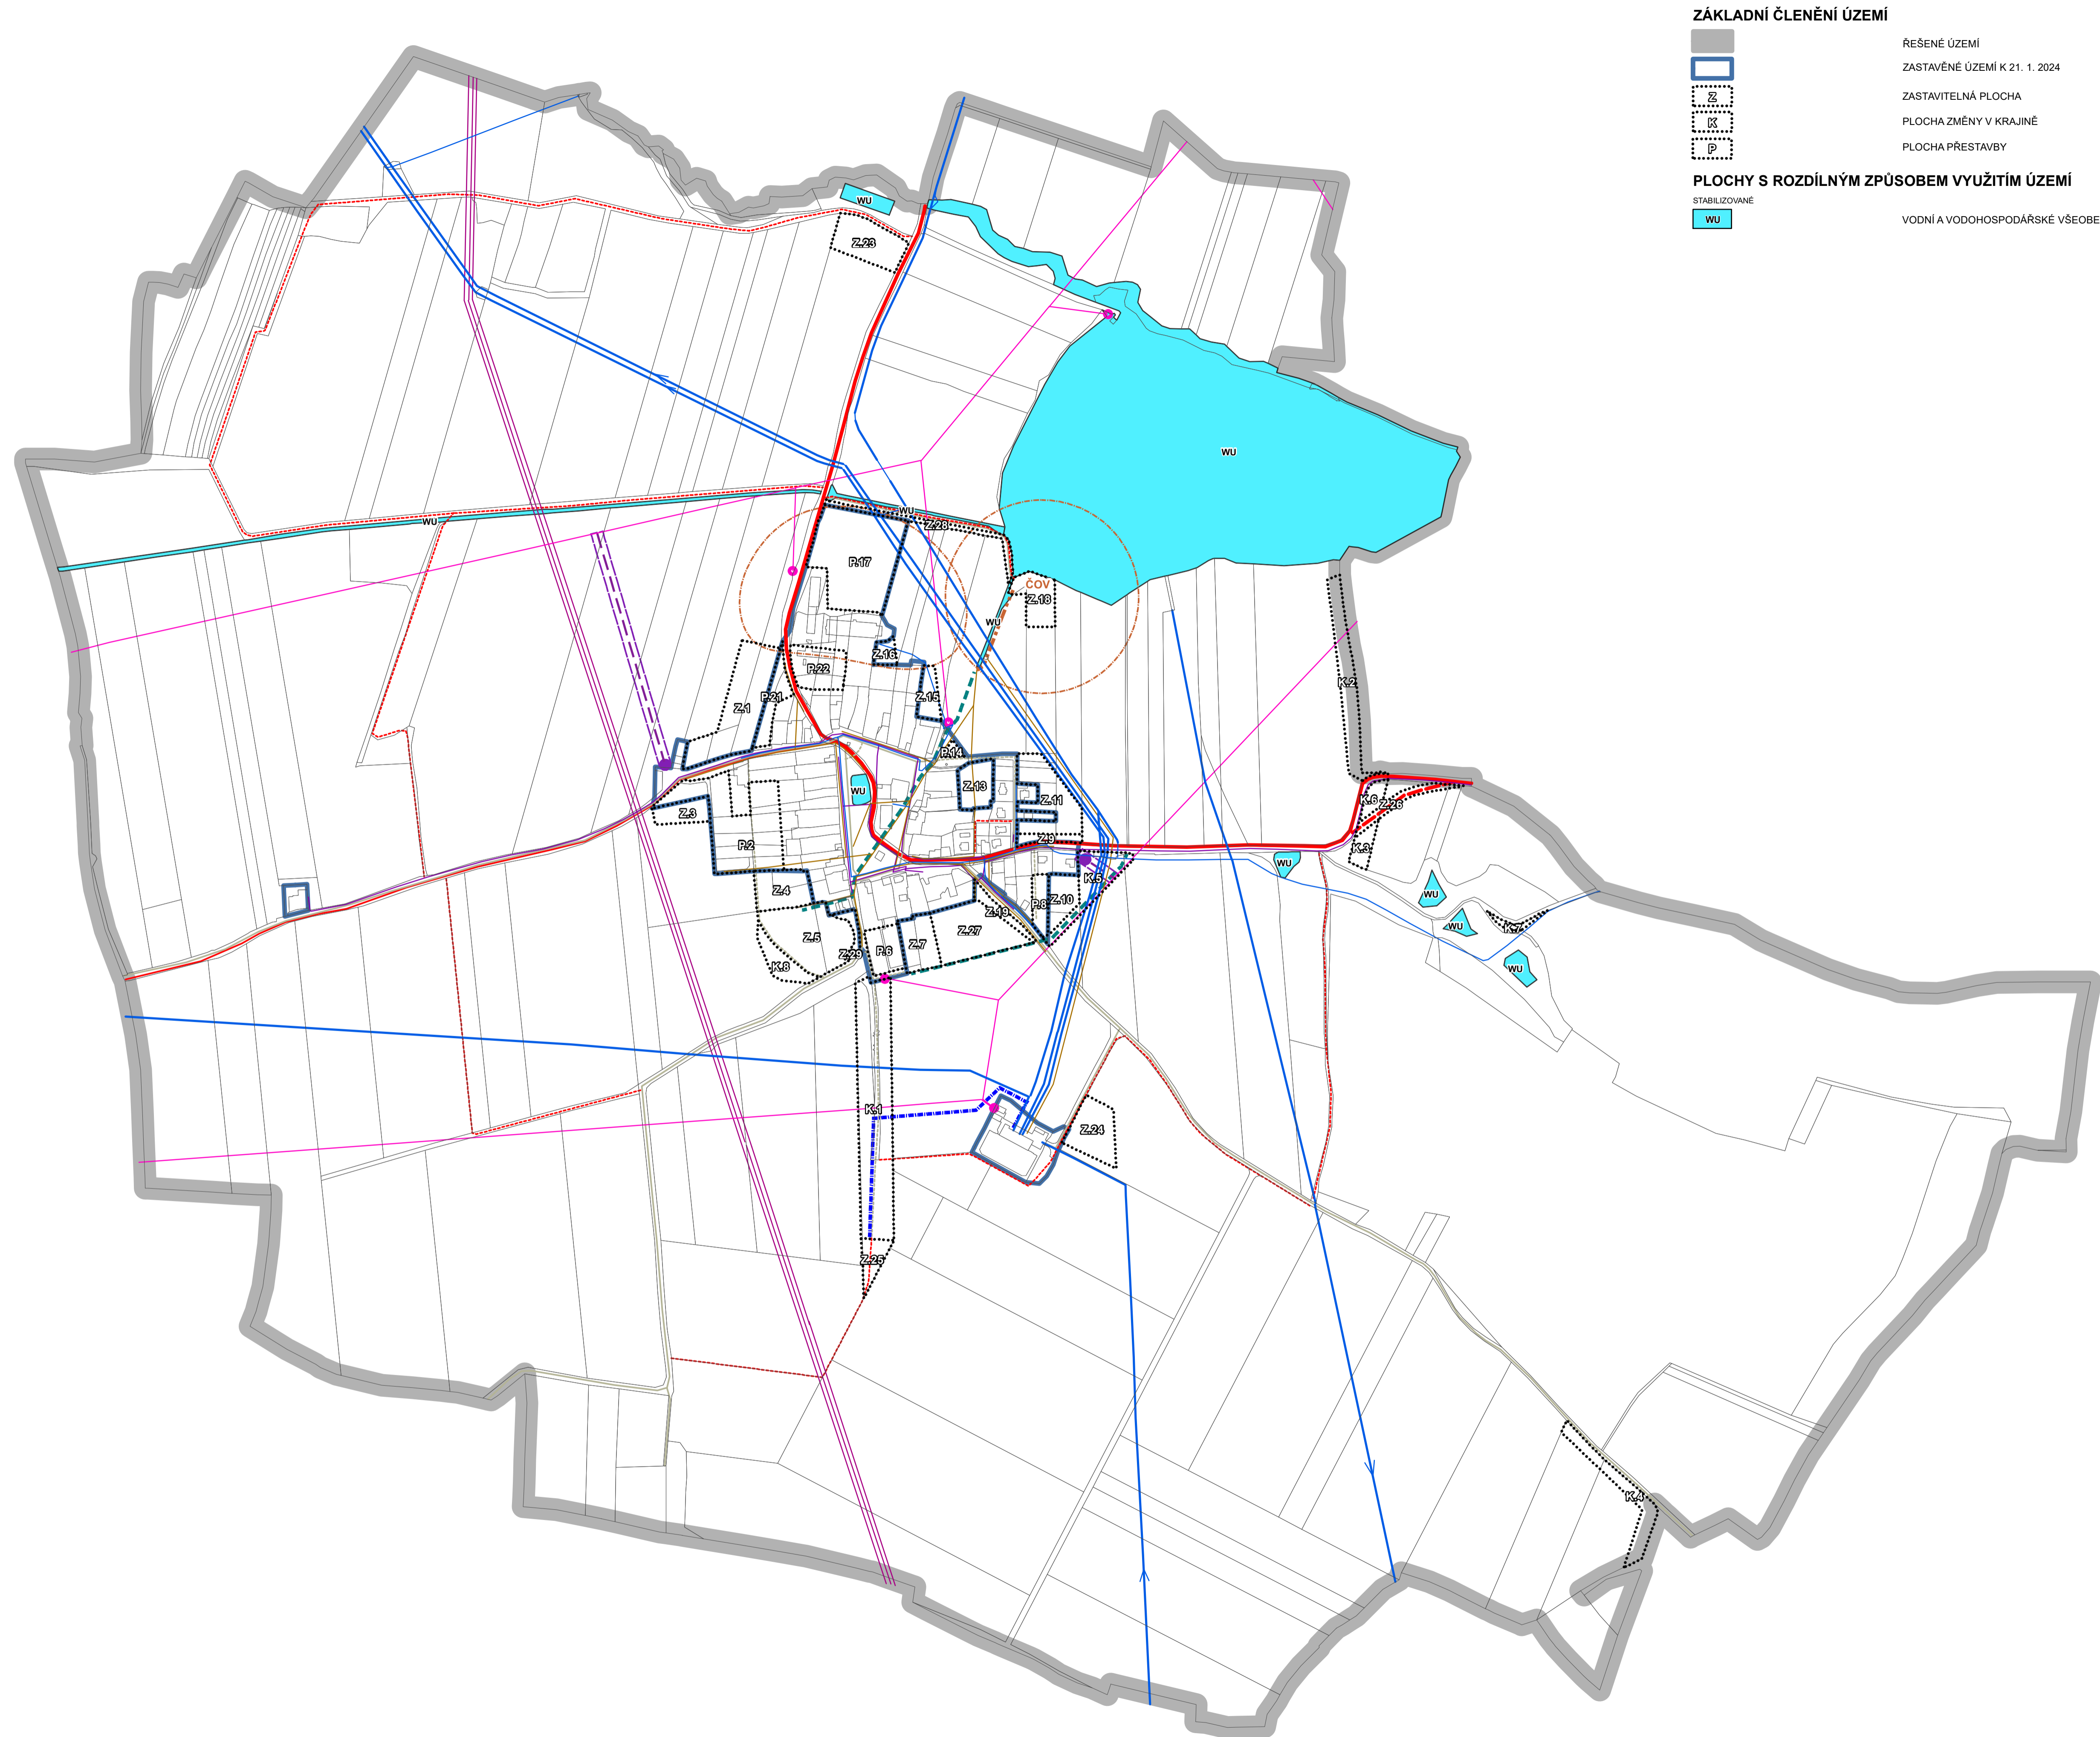 ZÁKLADNÍ ČLENĚNÍ ÚZEMÍ
ŘEŠENÉ ÚZEMÍ
ZASTAVĚNÉ ÚZEMÍ K 21. 1. 2024
Z ZASTAVITELNÁ PLOCHA
K PLOCHA ZMĚNY V KRAJINĚ
P PLOCHA PŘESTAVBY
PLOCHY S ROZDÍLNÝM ZPŮSOBEM VYUŽITÍM ÚZEMÍ
STABILIZOVANÉ
WU VODNÍ A VODOHOSPODÁŘSKÉ VŠEOBE
WU
Z.23
WU
WU
WU
Z.28
P.17
ČOV
Z.18
WU
Z.16
P.22
K.2
P.21
Z.15
Z.1
P.14
WU
Z.13
Z.11
K.6
Z.26
Z.3
Z.9
P.2
K.3
WU
K.5
Z.4
WU
P.8
Z.10
Z.19
WU
K.7
Z.27
Z.5
Z.7
P.6
Z.29
K.8
WU
K.1
Z.24
Z.25
K.4